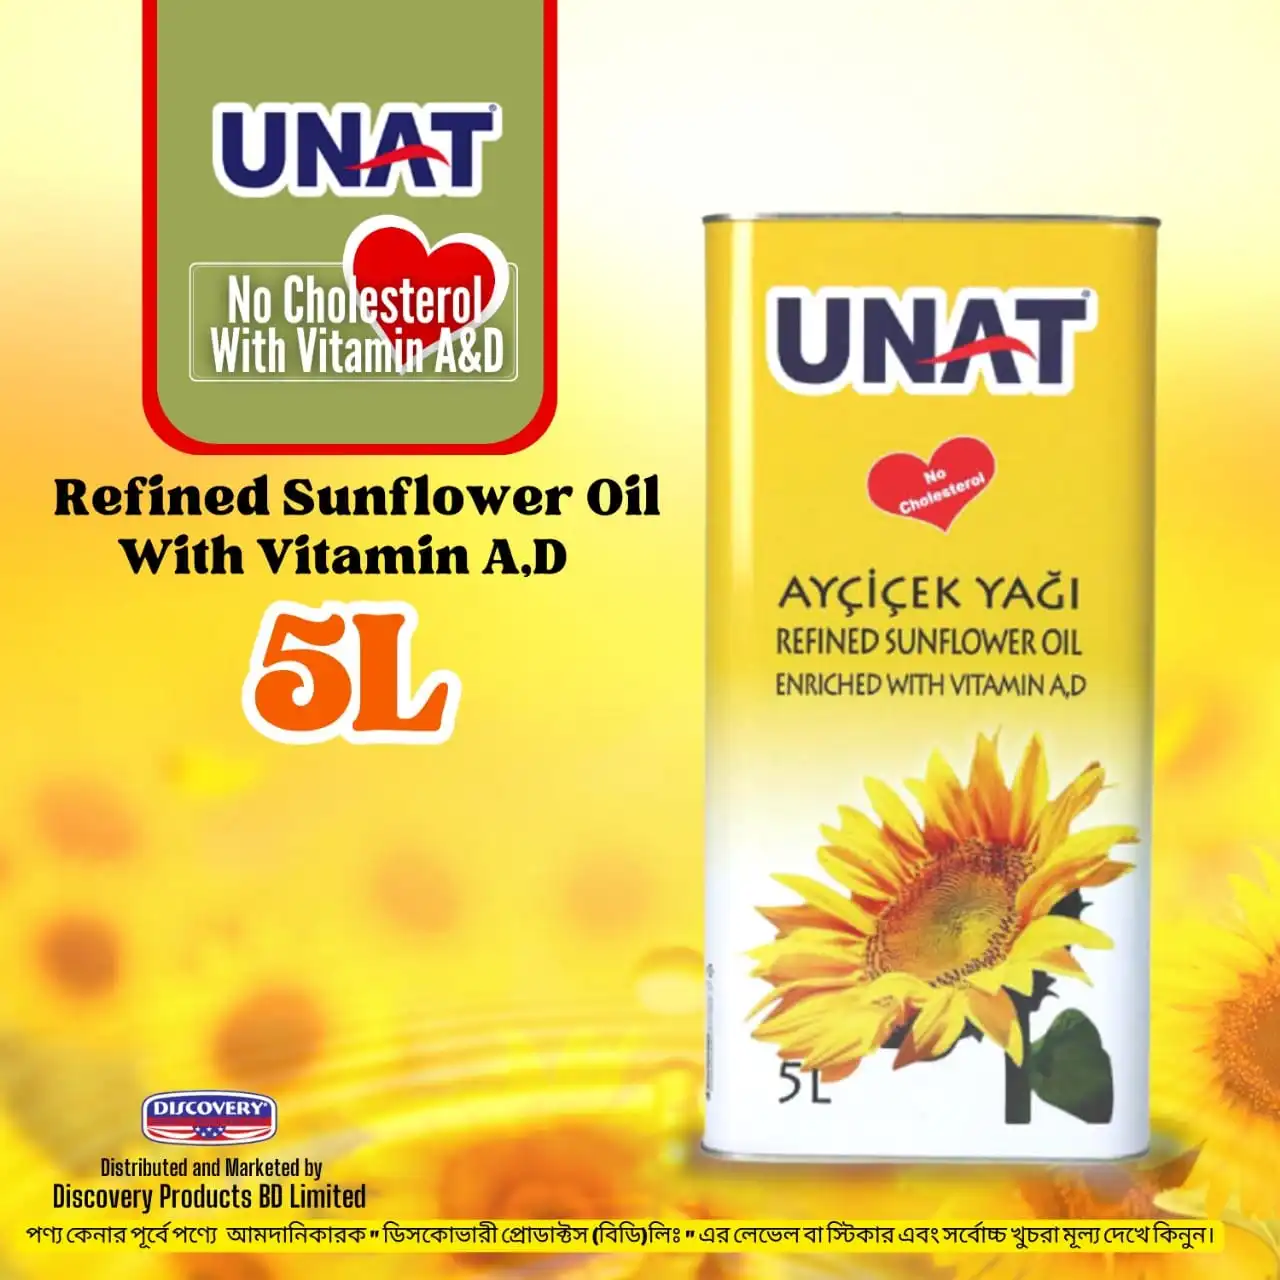 UNAT
No Cholesterol
With Vitamin A&D
Refined Sunflower Oil
With Vitamin A,D
5L
UNAT
No
Cholesterol
AYÇİÇEK YAĞI
REFINED SUNFLOWER OIL
ENRICHED WITH VITAMIN A,D
5L
DISCOVERY
Distributed and Marketed by
Discovery Products BD Limited
পণ্য কেনার পূর্বে পণ্যে আমদানিকারক " ডিসকোভারী প্রোডাক্টস (বিডি)লিঃ " এর লেভেল বা স্টিকার এবং সর্বোচ্চ খুচরা মূল্য দেখে কিনুন।